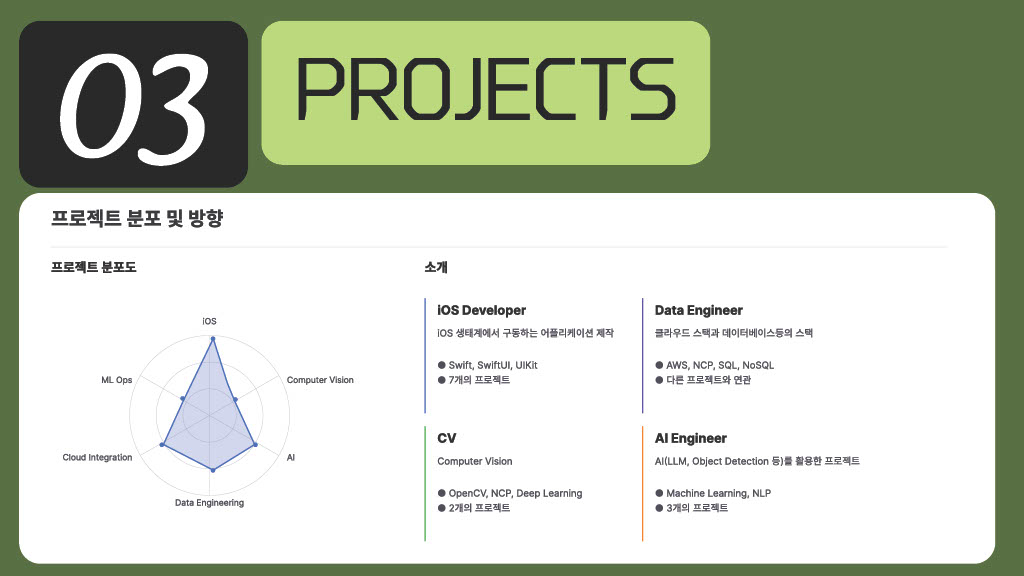 03
PROJECTS
프로젝트 분포 및 방향
프로젝트 분포도
iOS
ML Ops
Computer Vision
Cloud Integration
AI
Data Engineering
소개
iOS Developer
iOS 생태계에서 구동하는 어플리케이션 제작
● Swift, SwiftUI, UIKit
● 7개의 프로젝트
Data Engineer
클라우드 스택과 데이터베이스등의 스택
● AWS, NCP, SQL, NoSQL
● 다른 프로젝트와 연관
CV
Computer Vision
● OpenCV, NCP, Deep Learning
● 2개의 프로젝트
AI Engineer
AI(LLM, Object Detection 등)를 활용한 프로젝트
● Machine Learning, NLP
● 3개의 프로젝트